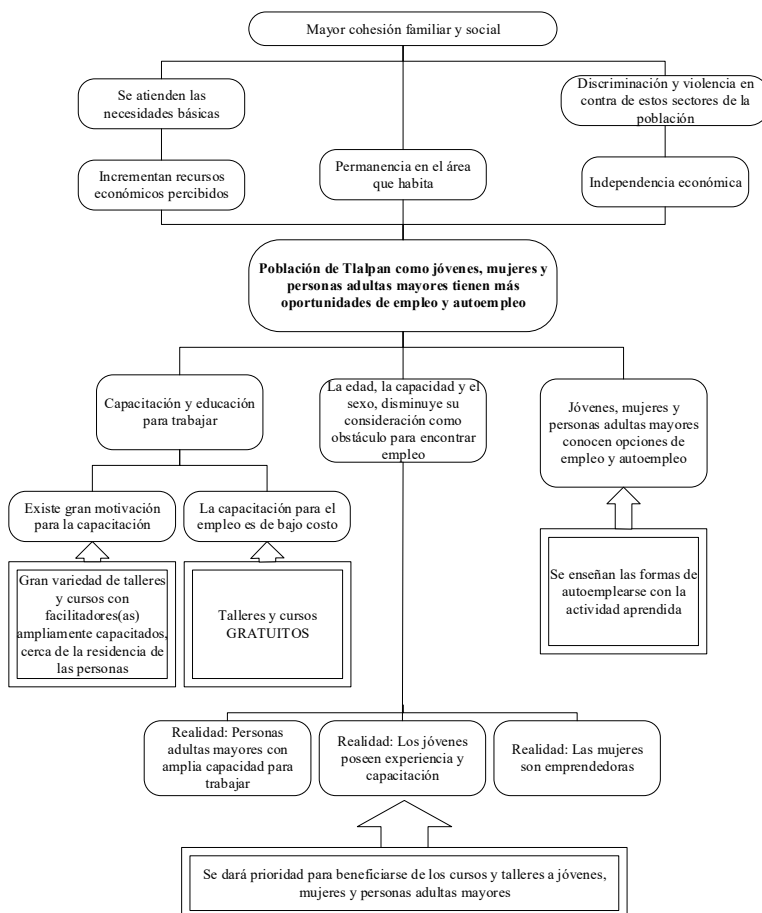 Mayor cohesión familiar y social
Se atienden las
necesidades básicas
Discriminación y violencia en
contra de estos sectores de la
población
Incrementan recursos
económicos percibidos
Permanencia en el área
que habita
Independencia económica
Población de Tlalpan como jóvenes, mujeres y
personas adultas mayores tienen más
oportunidades de empleo y autoempleo
Capacitación y educación
para trabajar
La edad, la capacidad y el
sexo, disminuye su
consideración como
obstáculo para encontrar
empleo
Jóvenes, mujeres y
personas adultas mayores
conocen opciones de
empleo y autoempleo
Existe gran motivación
para la capacitación
La capacitación para el
empleo es de bajo costo
Gran variedad de talleres
y cursos con
facilitadores(as)
ampliamente capacitados,
cerca de la residencia de
las personas
Talleres y cursos
GRATUITOS
Se enseñan las formas de
autoemplearse con la
actividad aprendida
Realidad: Personas
adultas mayores con
amplia capacidad para
trabajar
Realidad: Los jóvenes
poseen experiencia y
capacitación
Realidad: Las mujeres
son emprendedoras
Se dará prioridad para beneficiarse de los cursos y talleres a jóvenes,
mujeres y personas adultas mayores